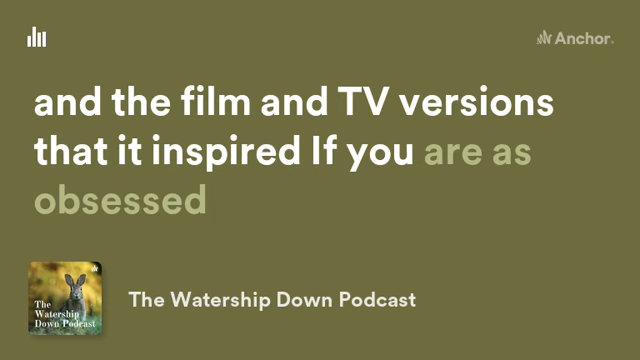 Anchor.
and the film and TV versions
that it inspired If you are as
obsessed
The
Watership
Down Podcast
The Watership Down Podcast